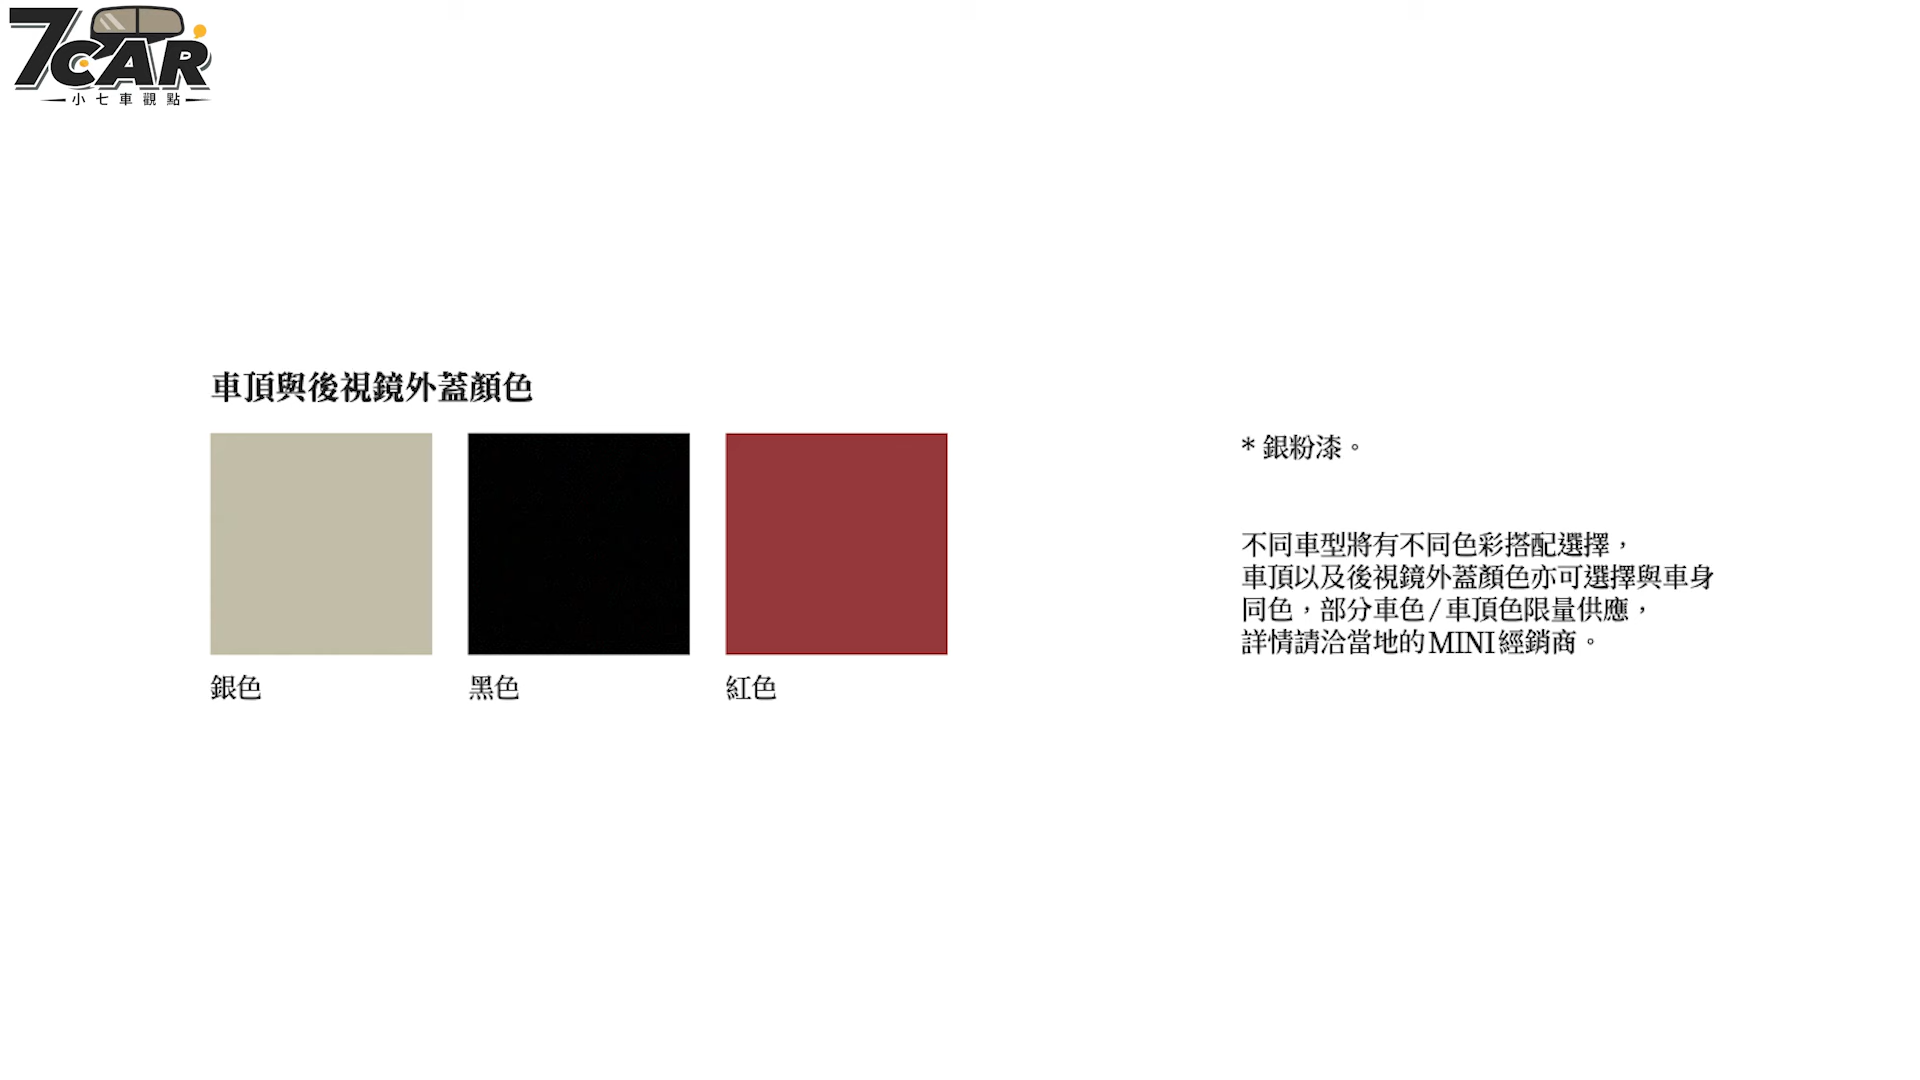 7CAR
小七車觀點
車頂與後視鏡外蓋顏色
銀色
黑色
紅色
* 銀粉漆。
不同車型將有不同色彩搭配選擇，
車頂以及後視鏡外蓋顏色亦可選擇與車身
同色，部分車色/車頂色限量供應，
詳情請洽當地的MINI經銷商。